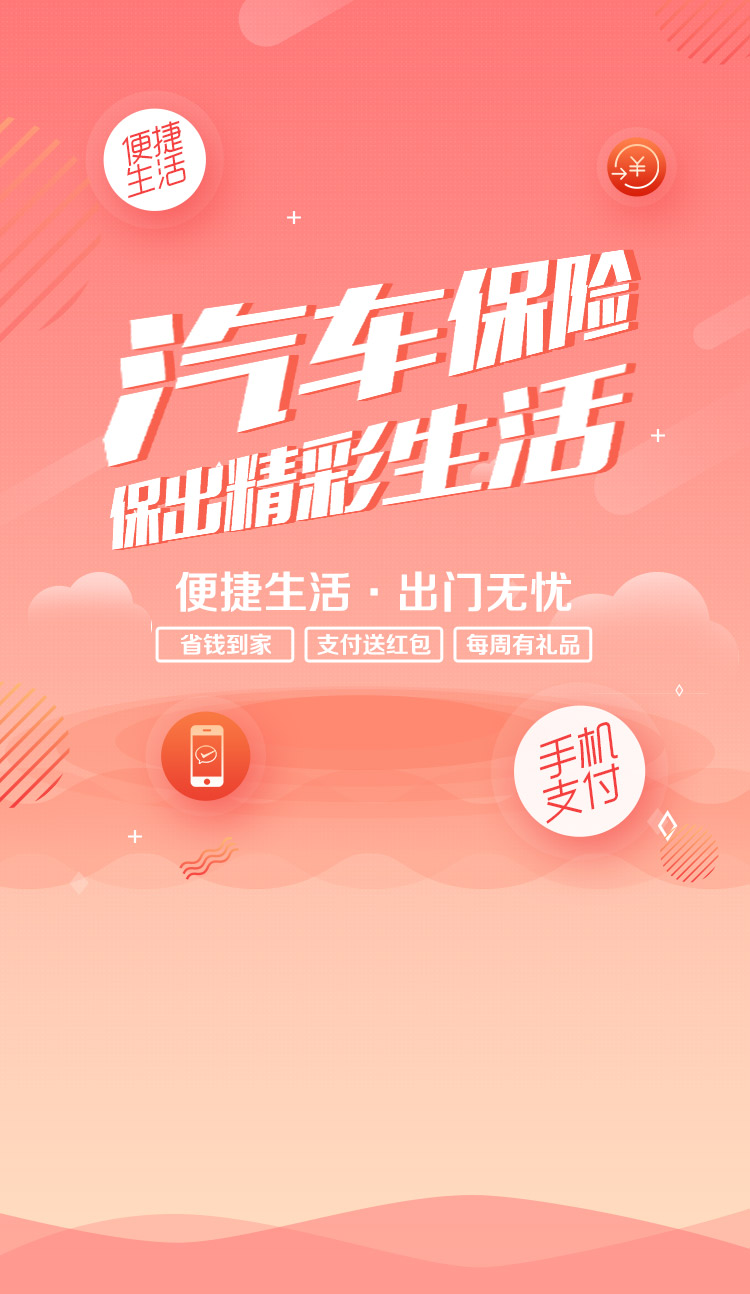 便捷
生活
¥
汽车保险
保出精彩生活
便捷生活·出门无忧
省钱到家 支付送红包 每周有礼品
手机
支付